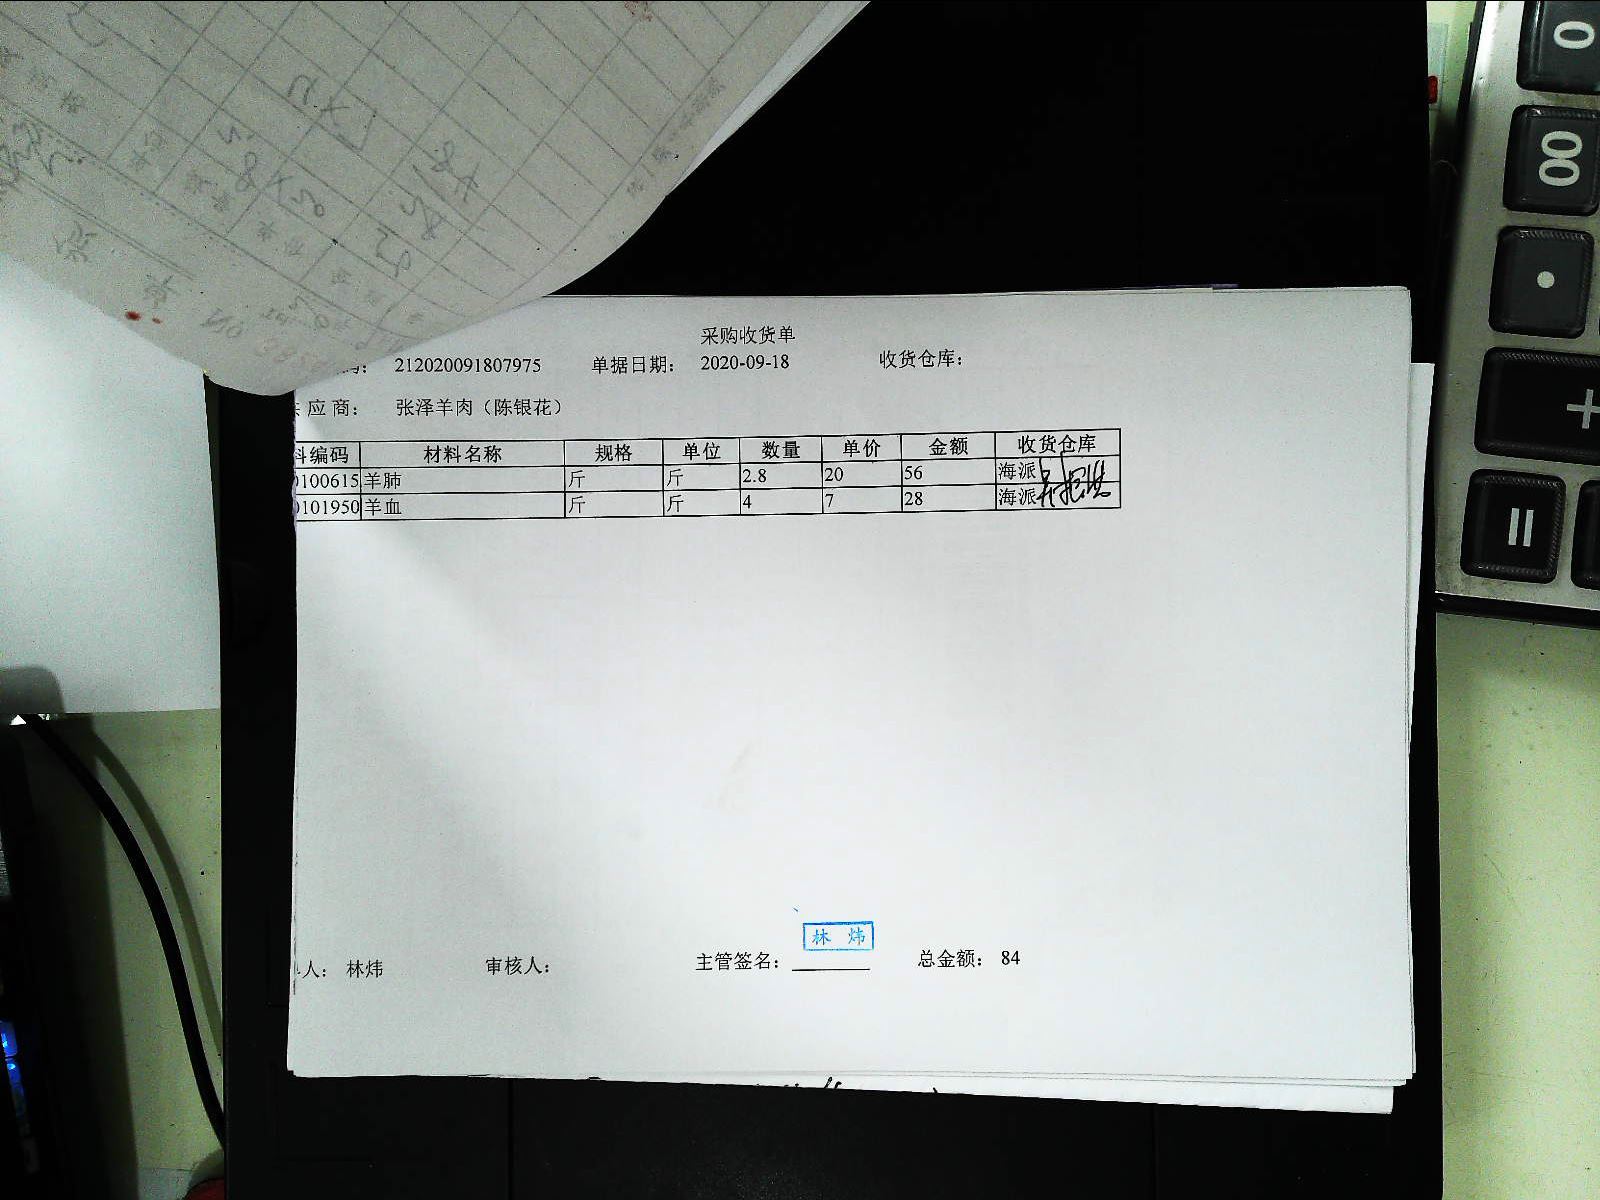 采购收货单
码： 212020091807975 单据日期： 2020-09-18 收货仓库：
应商： 张泽羊肉（陈银花）
料编码 材料名称 规格 单位 数量 单价 金额 收货仓库
0100615 羊肺 斤 斤 2.8 20 56 海派
0101950 羊血 斤 斤 4 7 28 海派
林炜
人： 林炜 审核人： 主管签名： 总金额： 84
0
00
+
=